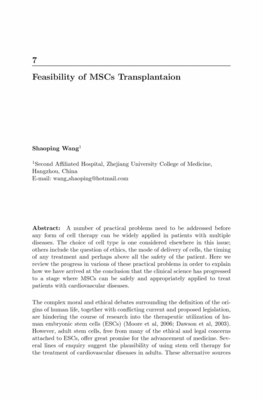 7
Feasibility of MSCs Transplantaion
Shaoping Wang¹
¹Second Affiliated Hospital, Zhejiang University College of Medicine,
Hangzhou, China
E-mail: wang_shaoping@hotmail.com
Abstract: A number of practical problems need to be addressed before
any form of cell therapy can be widely applied in patients with multiple
diseases. The choice of cell type is one considered elsewhere in this issue;
others include the question of ethics, the mode of delivery of cells, the timing
of any treatment and perhaps above all the safety of the patient. Here we
review the progress in various of these practical problems in order to explain
how we have arrived at the conclusion that the clinical science has progressed
to a stage where MSCs can be safely and appropriately applied to treat
patients with cardiovascular diseases.
The complex moral and ethical debates surrounding the definition of the ori-
gins of human life, together with conflicting current and proposed legislation,
are hindering the course of research into the therapeutic utilization of hu-
man embryonic stem cells (ESCs) (Moore et al, 2006; Dawson et al, 2003).
However, adult stem cells, free from many of the ethical and legal concerns
attached to ESCs, offer great promise for the advancement of medicine. Sev-
eral lines of enquiry suggest the plausibility of using stem cell therapy for
the treatment of cardiovascular diseases in adults. These alternative sources